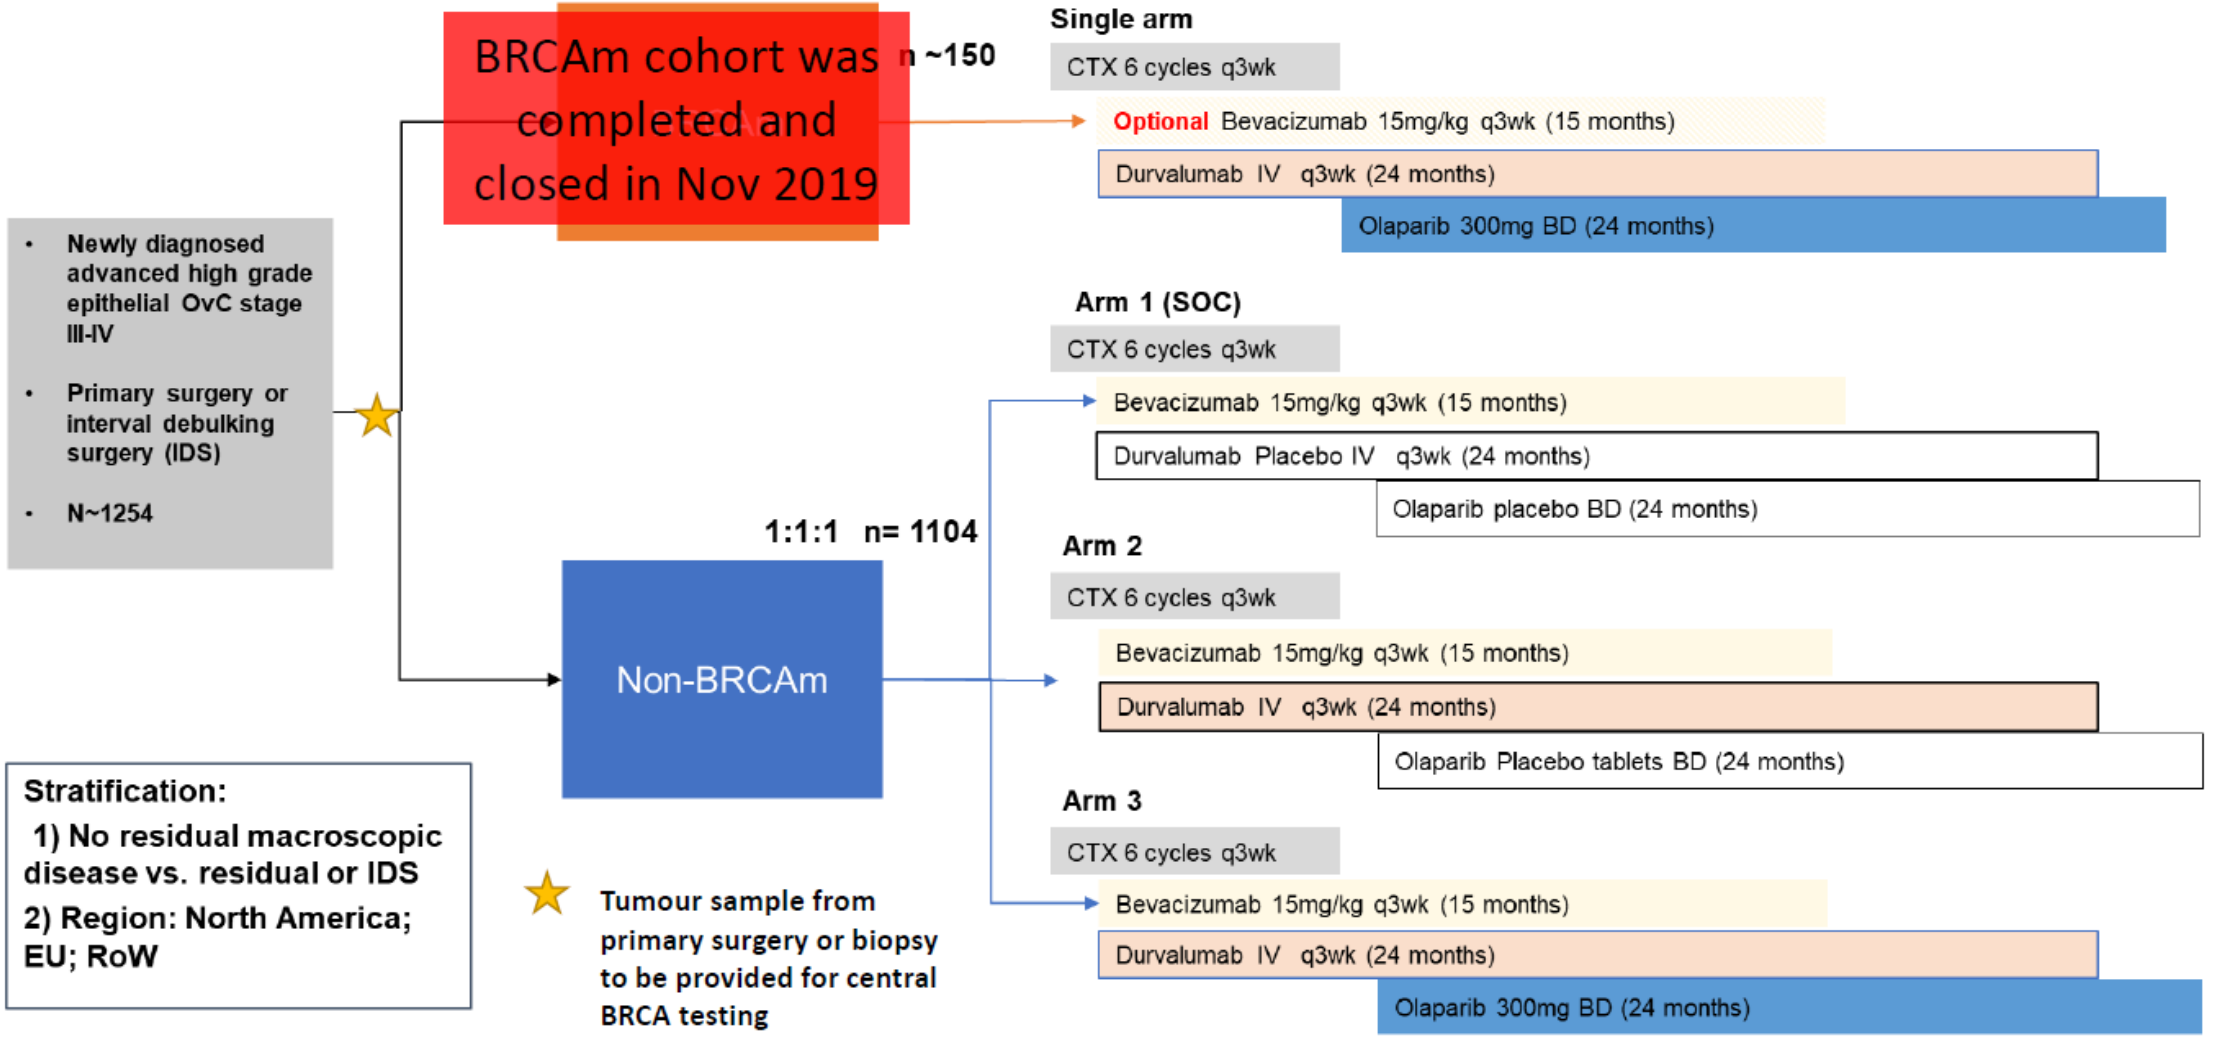 BRCAm cohort was
completed and
closed in Nov 2019
n ~150
Single arm
CTX 6 cycles q3wk
Optional Bevacizumab 15mg/kg q3wk (15 months)
Durvalumab IV q3wk (24 months)
Olaparib 300mg BD (24 months)
• Newly diagnosed
advanced high grade
epithelial OvC stage
III-IV
• Primary surgery or
interval debulking
surgery (IDS)
• N~1254
Arm 1 (SOC)
CTX 6 cycles q3wk
Bevacizumab 15mg/kg q3wk (15 months)
Durvalumab Placebo IV q3wk (24 months)
Olaparib placebo BD (24 months)
1:1:1 n= 1104
Non-BRCAm
Arm 2
CTX 6 cycles q3wk
Bevacizumab 15mg/kg q3wk (15 months)
Durvalumab IV q3wk (24 months)
Olaparib Placebo tablets BD (24 months)
Arm 3
CTX 6 cycles q3wk
Bevacizumab 15mg/kg q3wk (15 months)
Durvalumab IV q3wk (24 months)
Olaparib 300mg BD (24 months)
Stratification:
1) No residual macroscopic
disease vs. residual or IDS
2) Region: North America;
EU; RoW
Tumour sample from
primary surgery or biopsy
to be provided for central
BRCA testing